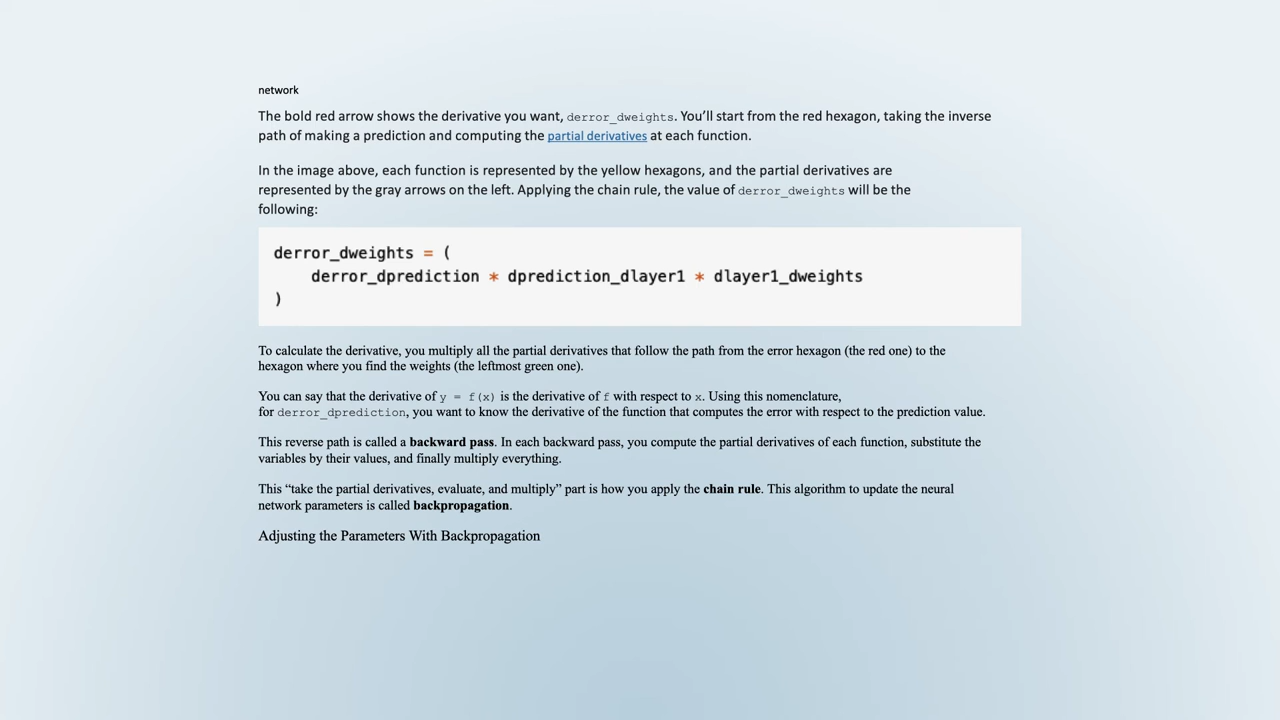 network
The bold red arrow shows the derivative you want, derror_dweights. You’ll start from the red hexagon, taking the inverse
path of making a prediction and computing the partial derivatives at each function.
In the image above, each function is represented by the yellow hexagons, and the partial derivatives are
represented by the gray arrows on the left. Applying the chain rule, the value of derror_dweights will be the
following:
derror_dweights = (
derror_dprediction * dprediction_dlayer1 * dlayer1_dweights
)
To calculate the derivative, you multiply all the partial derivatives that follow the path from the error hexagon (the red one) to the
hexagon where you find the weights (the leftmost green one).
You can say that the derivative of y = f(x) is the derivative of f with respect to x. Using this nomenclature,
for derror_dprediction, you want to know the derivative of the function that computes the error with respect to the prediction value.
This reverse path is called a backward pass. In each backward pass, you compute the partial derivatives of each function, substitute the
variables by their values, and finally multiply everything.
This “take the partial derivatives, evaluate, and multiply” part is how you apply the chain rule. This algorithm to update the neural
network parameters is called backpropagation.
Adjusting the Parameters With Backpropagation